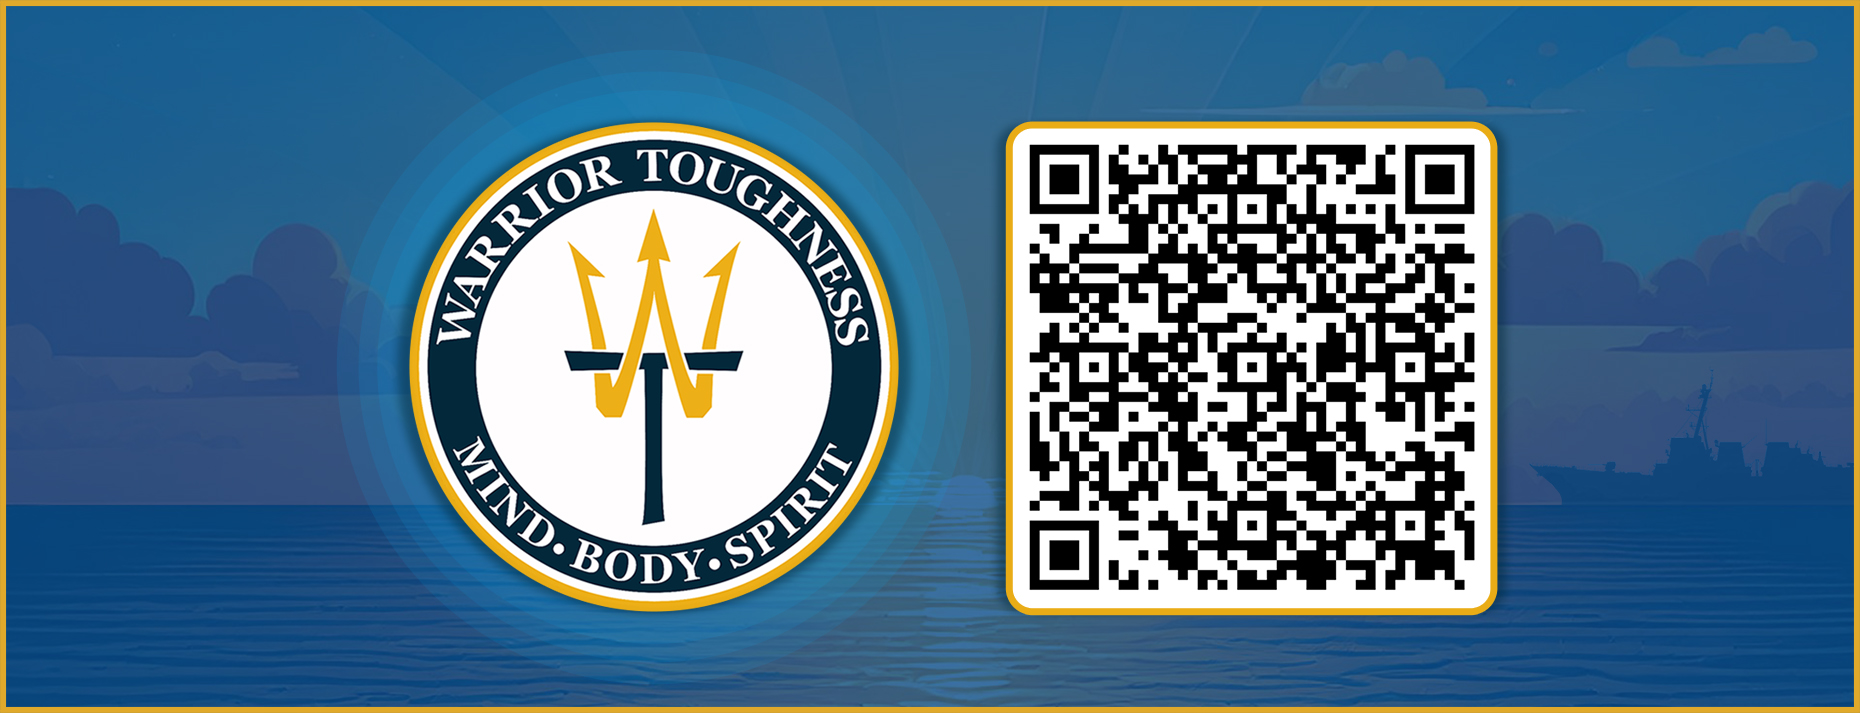 WARRIOR TOUGHNESS
MIND • BODY • SPIRIT